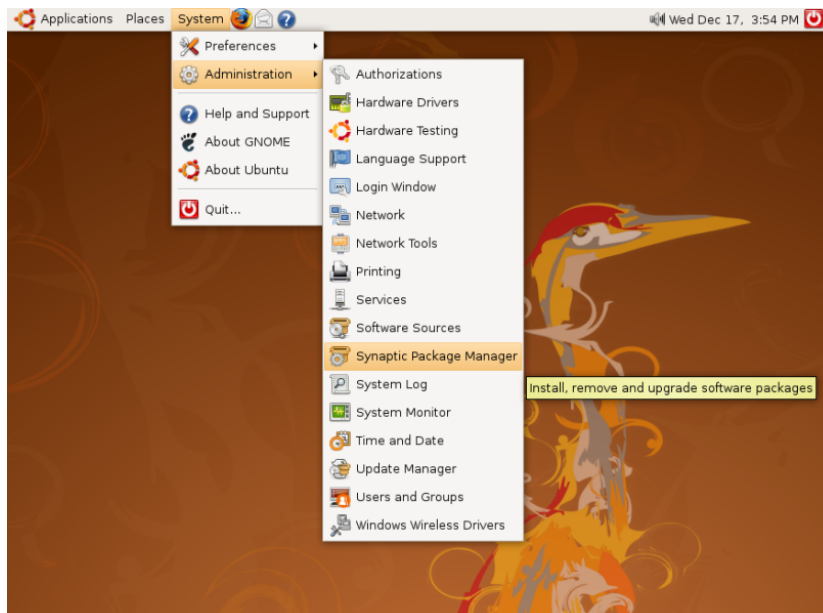 Applications Places System Wed Dec 17, 3:54 PM
Preferences
Administration
Help and Support
About GNOME
About Ubuntu
Quit...
Authorizations
Hardware Drivers
Hardware Testing
Language Support
Login Window
Network
Network Tools
Printing
Services
Software Sources
Synaptic Package Manager
Install, remove and upgrade software packages
System Log
System Monitor
Time and Date
Update Manager
Users and Groups
Windows Wireless Drivers